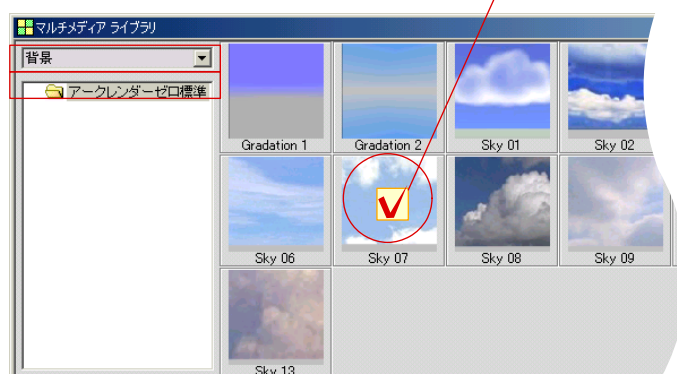 マルチメディア ライブラリ
背景
アークレンダーゼロ標準
Gradation 1
Gradation 2
Sky 01
Sky 02
Sky 06
Sky 07
Sky 08
Sky 09
Sky 13